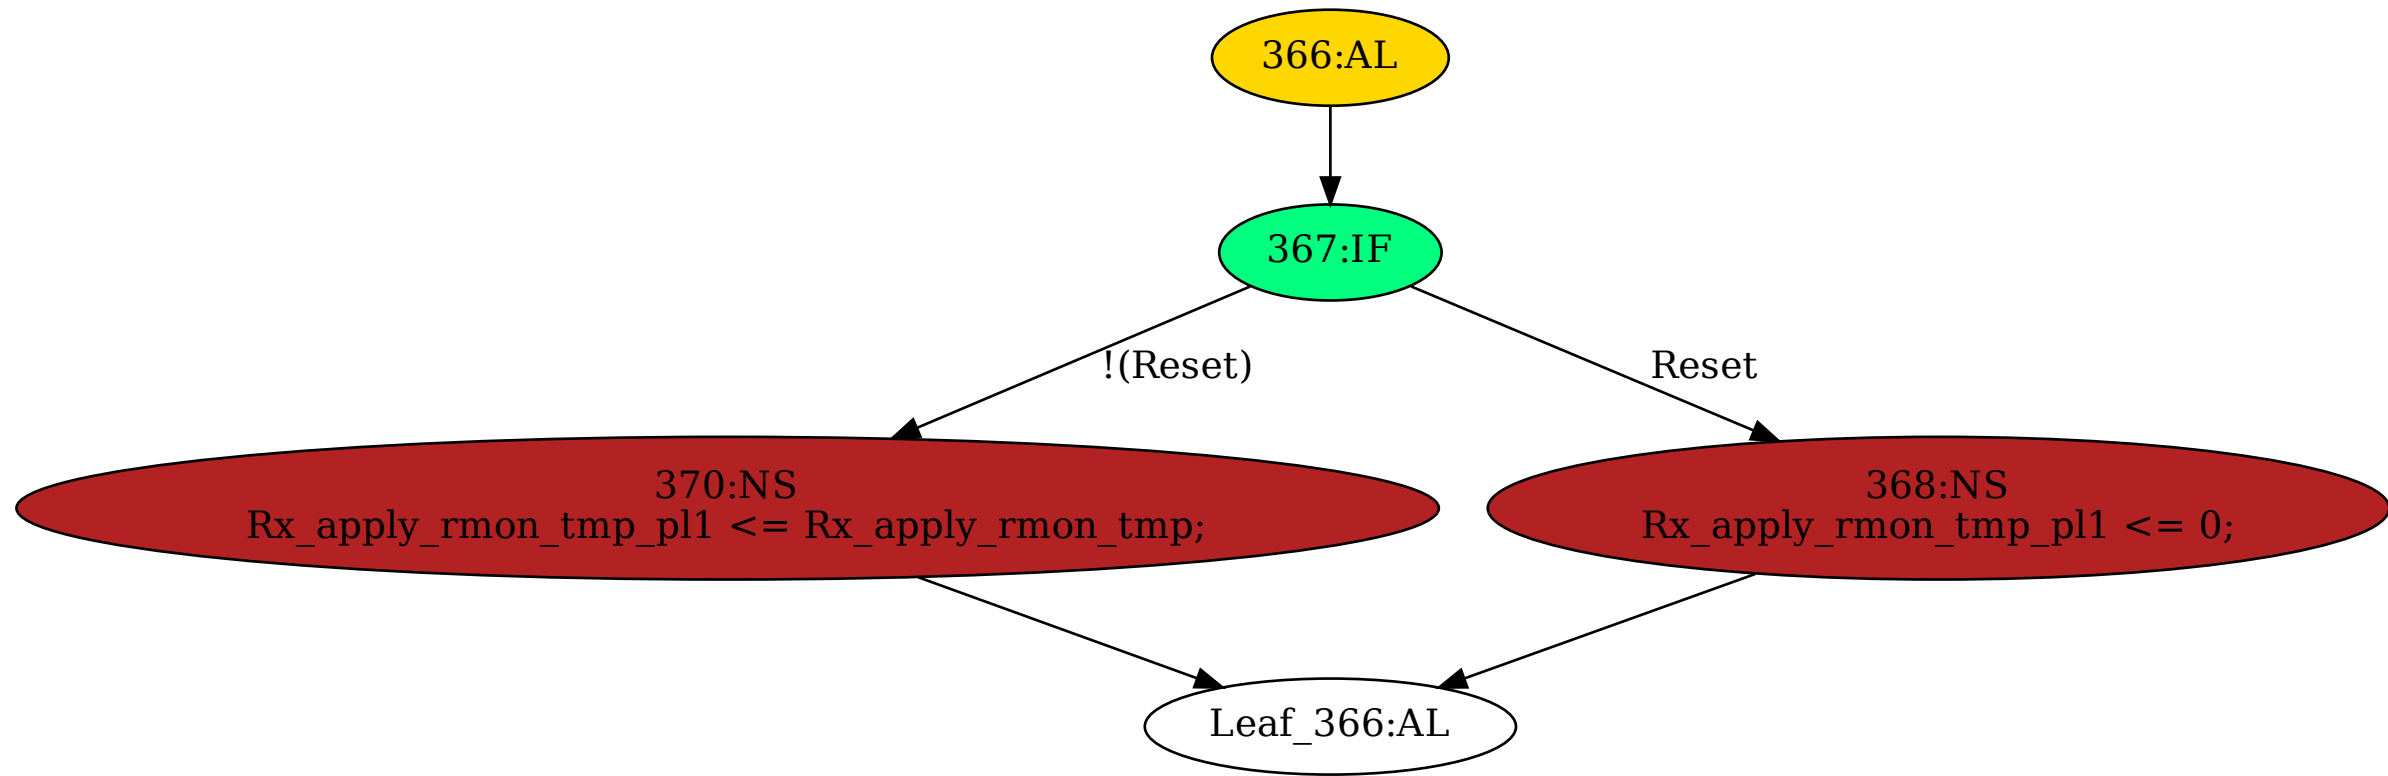 366:AL
367:IF
!(Reset)
Reset
370:NS
Rx_apply_rmon_tmp_pl1 <= Rx_apply_rmon_tmp;
368:NS
Rx_apply_rmon_tmp_pl1 <= 0;
Leaf_366:AL